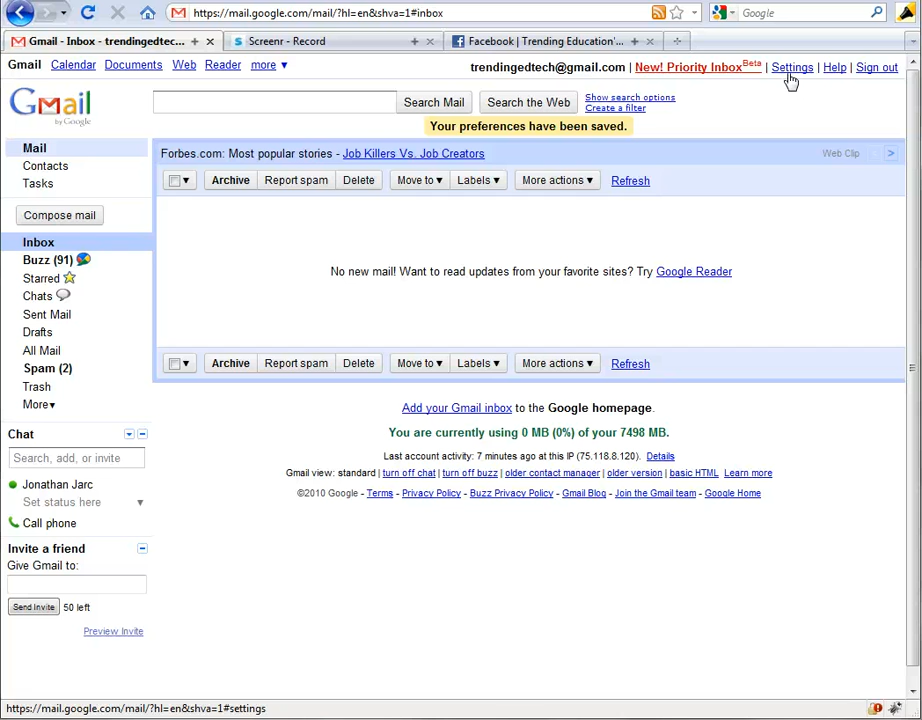 https://mail.google.com/mail/?hl=en&shva=1#inbox
Google
Gmail - Inbox - trendingedtec...
Screenr - Record
Facebook | Trending Education'...
Gmail Calendar Documents Web Reader more ▼
trendingedtech@gmail.com | New! Priority Inbox Beta | Settings | Help | Sign out
Gmail
by Google
Search Mail
Search the Web
Show search options
Create a filter
Your preferences have been saved.
Mail
Contacts
Tasks
Compose mail
Inbox
Buzz (91)
Starred
Chats
Sent Mail
Drafts
All Mail
Spam (2)
Trash
More▾
Forbes.com: Most popular stories - Job Killers Vs. Job Creators
Web Clip >
Archive Report spam Delete Move to ▾ Labels ▾ More actions ▾ Refresh
No new mail! Want to read updates from your favorite sites? Try Google Reader
Archive Report spam Delete Move to ▾ Labels ▾ More actions ▾ Refresh
Add your Gmail inbox to the Google homepage.
You are currently using 0 MB (0%) of your 7498 MB.
Last account activity: 7 minutes ago at this IP (75.118.8.120). Details
Gmail view: standard | turn off chat | turn off buzz | older contact manager | older version | basic HTML Learn more
©2010 Google - Terms - Privacy Policy - Buzz Privacy Policy - Gmail Blog - Join the Gmail team - Google Home
Chat
Search, add, or invite
Jonathan Jarc
Set status here
Call phone
Invite a friend
Give Gmail to:
Send Invite 50 left
Preview Invite
https://mail.google.com/mail/?hl=en&shva=1#settings